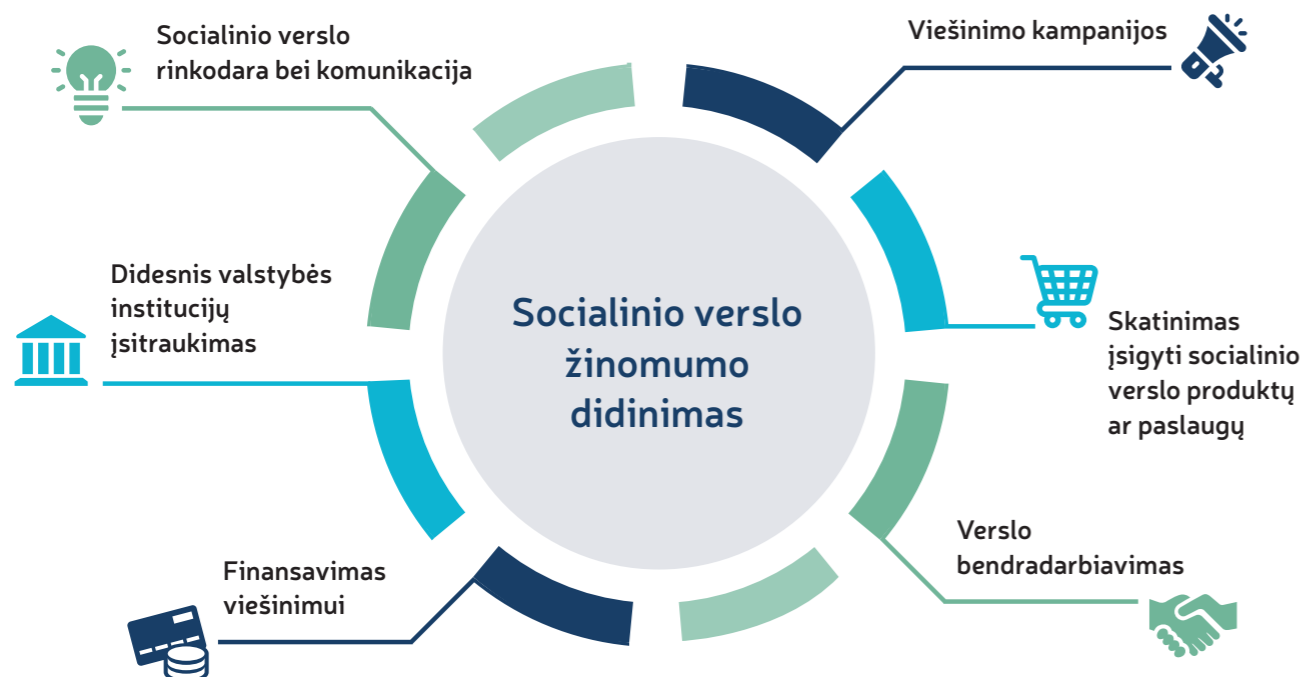 Socialinio verslo
rinkodara bei komunikacija
Viešinimo kampanijos
Didesnis valstybės
institucijų
įsitraukimas
Socialinio verslo
žinomumo
didinimas
Skatinimas
įsigyti socialinio
verslo produktų
ar paslaugų
Finansavimas
viešinimui
Verslo
bendradarbiavimas